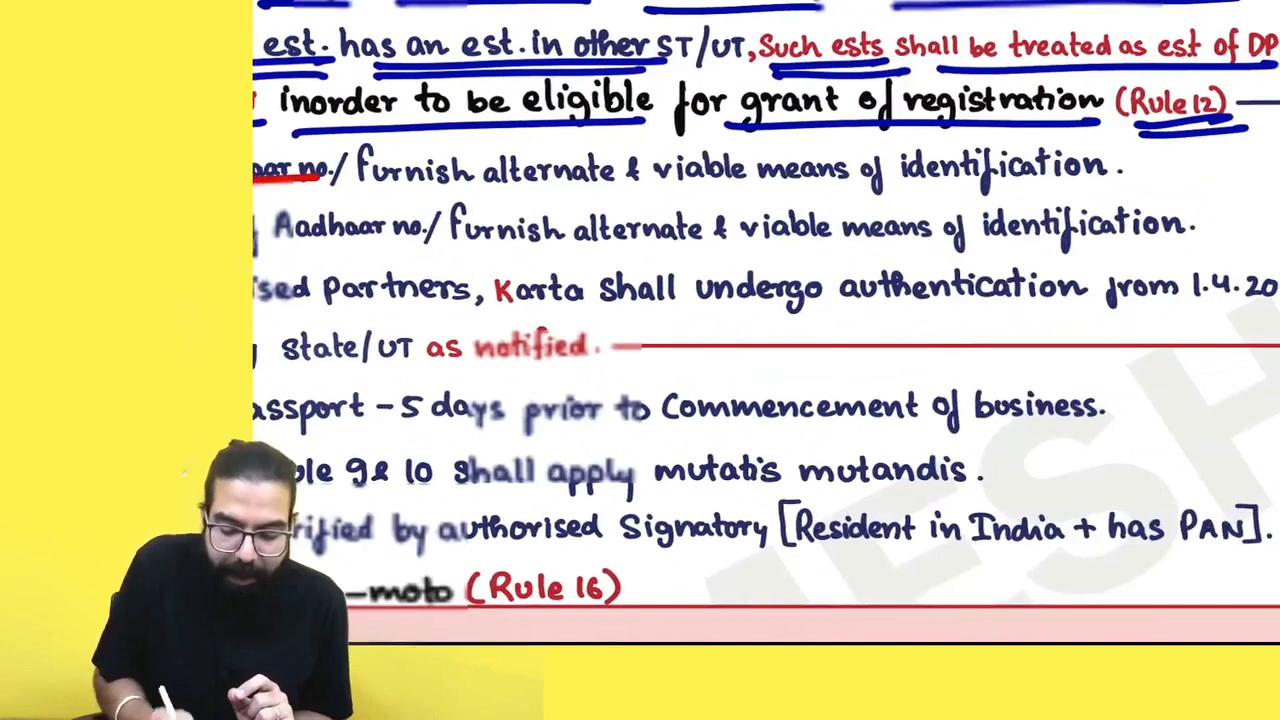 est. has an est. in other ST/UT, Such ests shall be treated as est of DP
inorder to be eligible for grant of registration (Rule 12)
no./ furnish alternate & viable means of identification.
Aadhaar no./ furnish alternate & viable means of identification.
Partners, Karta Shall undergo authentication from 1.4.20
State/UT as notified.
- 5 days prior to Commencement of business.
9 & 10 Shall apply mutatis mutandis.
by authorised Signatory [Resident in India + has PAN].
-moto (Rule 16)